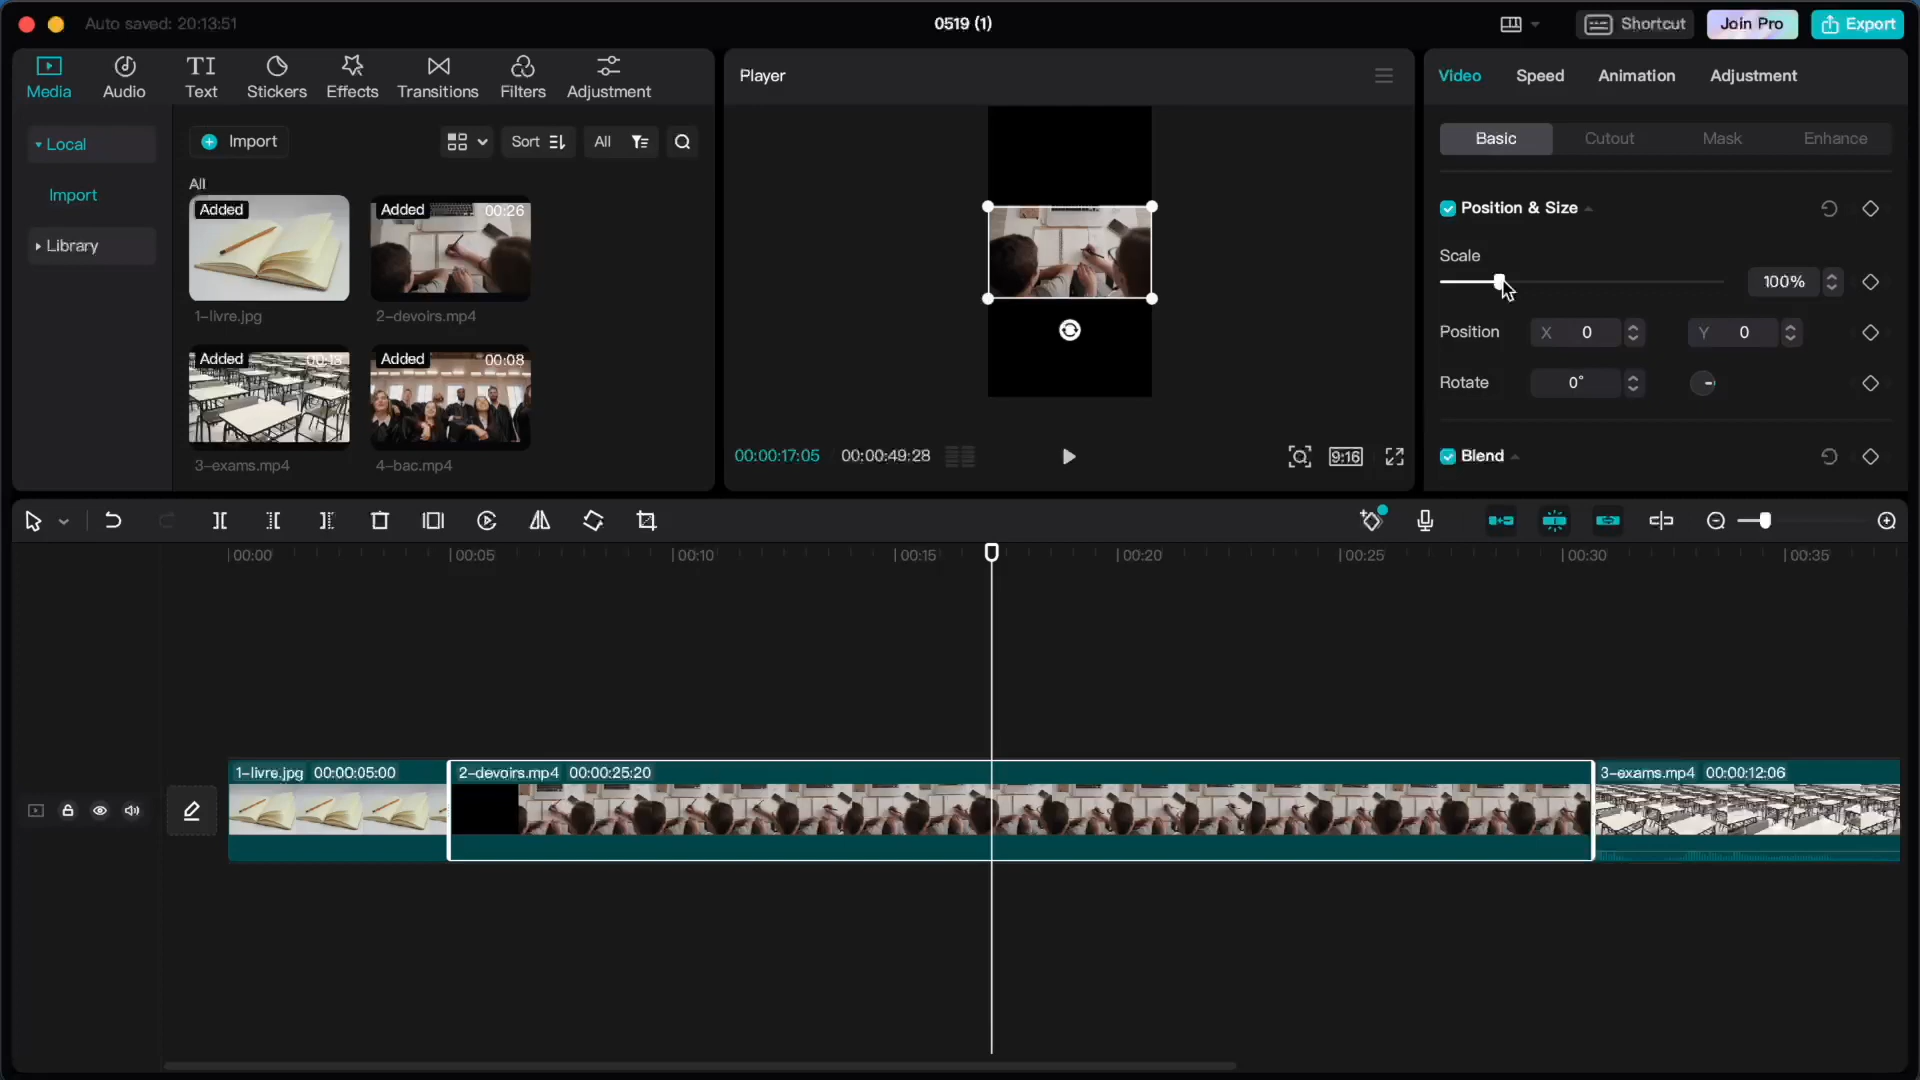 Auto saved: 20:13:51
0519 (1)
Shortcut
Join Pro
Export
Media
Audio
Text
Stickers
Effects
Transitions
Filters
Adjustment
Local
Import
Library
Import
Sort
All
All
Added
1-livre.jpg
Added 00:26
2-devoirs.mp4
Added 00:13
3-exams.mp4
Added 00:08
4-bac.mp4
Player
00:00:17:05
00:00:49:28
9:16
Video
Speed
Animation
Adjustment
Basic
Cutout
Mask
Enhance
Position & Size
Scale
100%
Position
X 0
Y 0
Rotate
0°
Blend
00:00
00:05
00:10
00:15
00:20
00:25
00:30
00:35
1-livre.jpg 00:00:05:00
2-devoirs.mp4 00:00:25:20
3-exams.mp4 00:00:12:06